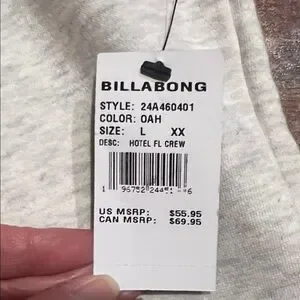 BILLABONG
STYLE: 24A460401
COLOR: OAH
SIZE: L XX
DESC: HOTEL FL CREW
US MSRP: $55.95
CAN MSRP: $69.95